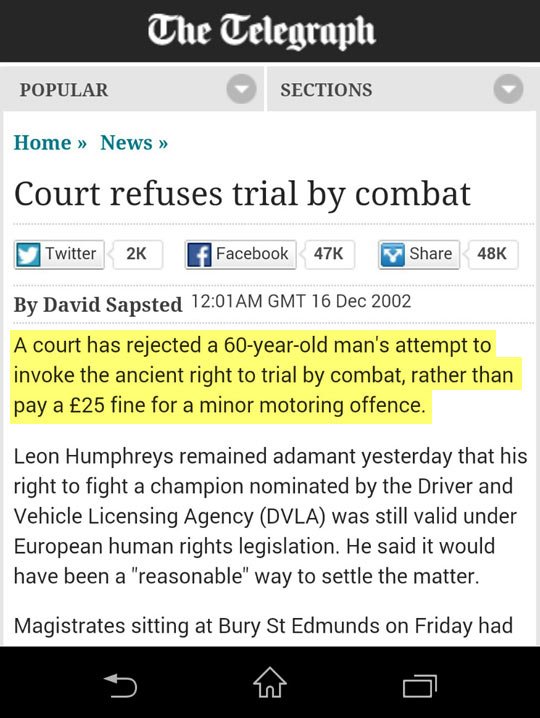 The Telegraph
POPULAR
SECTIONS
Home » News »
Court refuses trial by combat
Twitter 2K Facebook 47K Share 48K
By David Sapsted 12:01AM GMT 16 Dec 2002
A court has rejected a 60-year-old man's attempt to
invoke the ancient right to trial by combat, rather than
pay a £25 fine for a minor motoring offence.
Leon Humphreys remained adamant yesterday that his
right to fight a champion nominated by the Driver and
Vehicle Licensing Agency (DVLA) was still valid under
European human rights legislation. He said it would
have been a "reasonable" way to settle the matter.
Magistrates sitting at Bury St Edmunds on Friday had